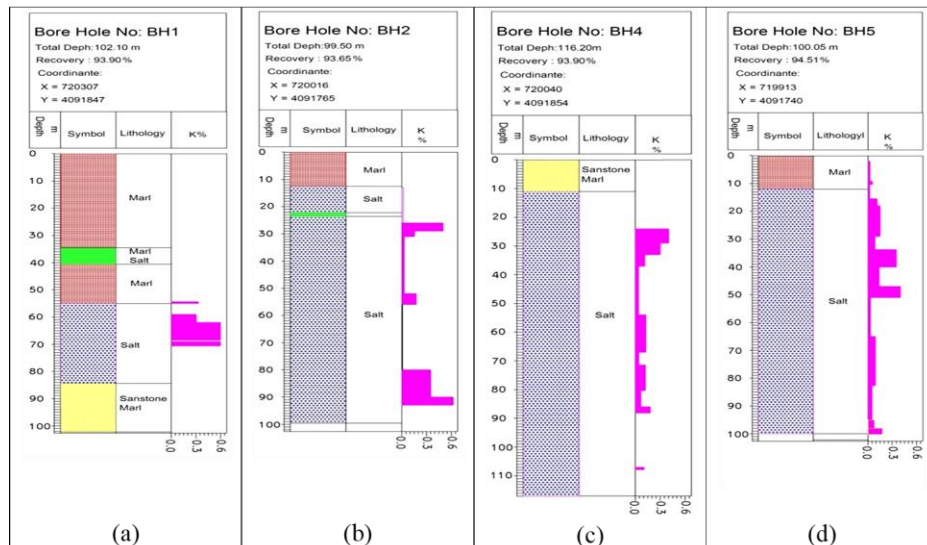 Bore Hole No: BH1
Total Deph:102.10 m
Recovery : 93.90%
Coordinante:
X = 720307
Y = 4091847
Depth m
Symbol
Lithology
K%
0
10
20
30
40
50
60
70
80
90
100
Marl
Marl
Salt
Marl
Salt
Sanstone
Marl
0.0
0.3
0.6
(a)
Bore Hole No: BH2
Total Deph:99.50 m
Recovery : 93.65%
Coordinante:
X = 720016
Y = 4091765
Depth m
Symbol
Lithology
K
%
0
10
20
30
40
50
60
70
80
90
100
Marl
Salt
Salt
0.0
0.3
0.6
(b)
Bore Hole No: BH4
Total Deph:116.20m
Recovery : 93.90%
Coordinante:
X = 720040
Y = 4091854
Depth m
Symbol
Lithology
K
%
0
10
20
30
40
50
60
70
80
90
100
110
Sanstone
Marl
Salt
0.0
0.3
0.6
(c)
Bore Hole No: BH5
Total Deph:100.05 m
Recovery : 94.51%
Coordinante:
X = 719913
Y = 4091740
Depth m
Symbol
Lithologyl
K
%
0
10
20
30
40
50
60
70
80
90
100
Marl
Salt
0.0
0.3
0.6
(d)